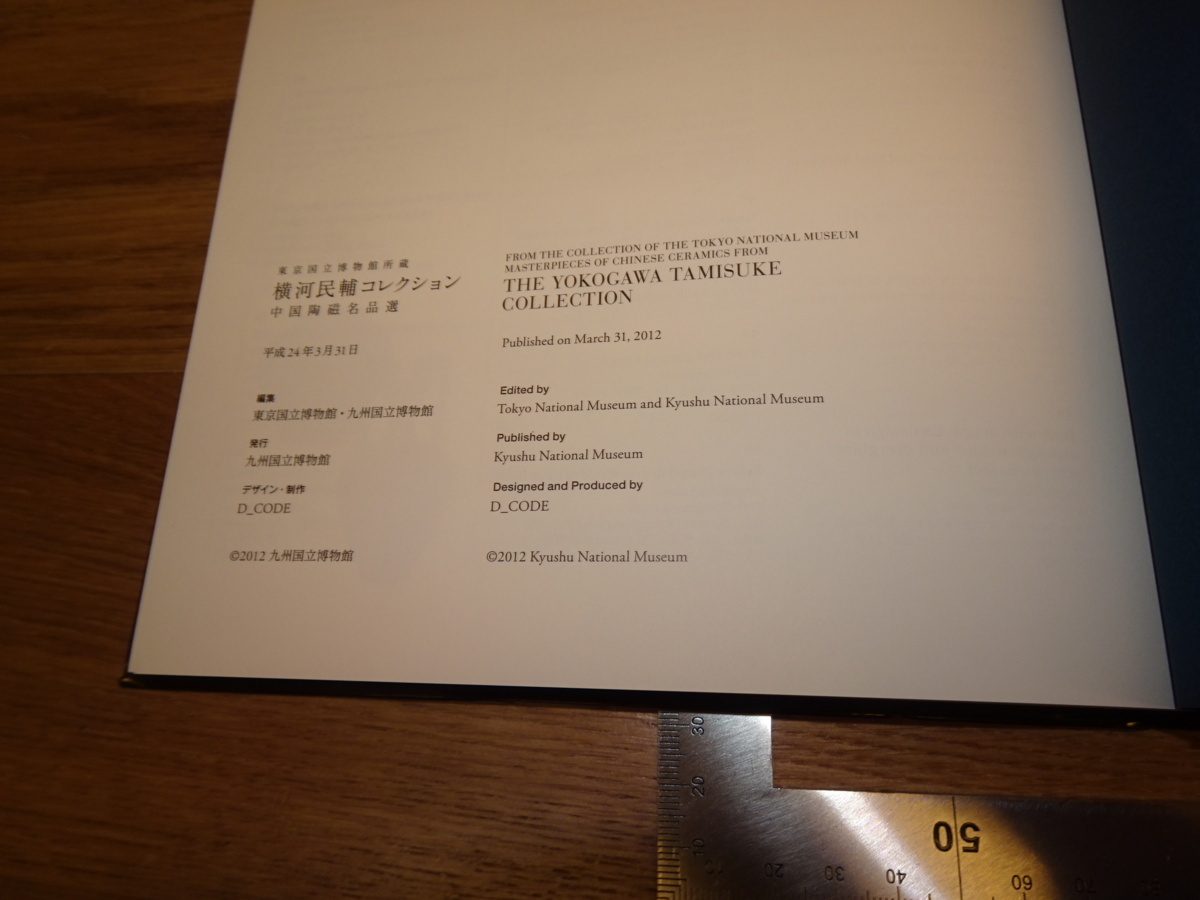 東京国立博物館所蔵
横河民輔コレクション
中国陶磁名品選
平成24年3月31日
編集
東京国立博物館・九州国立博物館
発行
九州国立博物館
デザイン・制作
D_CODE
©2012 九州国立博物館
FROM THE COLLECTION OF THE TOKYO NATIONAL MUSEUM
MASTERPIECES OF CHINESE CERAMICS FROM
THE YOKOGAWA TAMISUKE
COLLECTION
Published on March 31, 2012
Edited by
Tokyo National Museum and Kyushu National Museum
Published by
Kyushu National Museum
Designed and Produced by
D_CODE
©2012 Kyushu National Museum
30
20
10
20 30 40 50 60